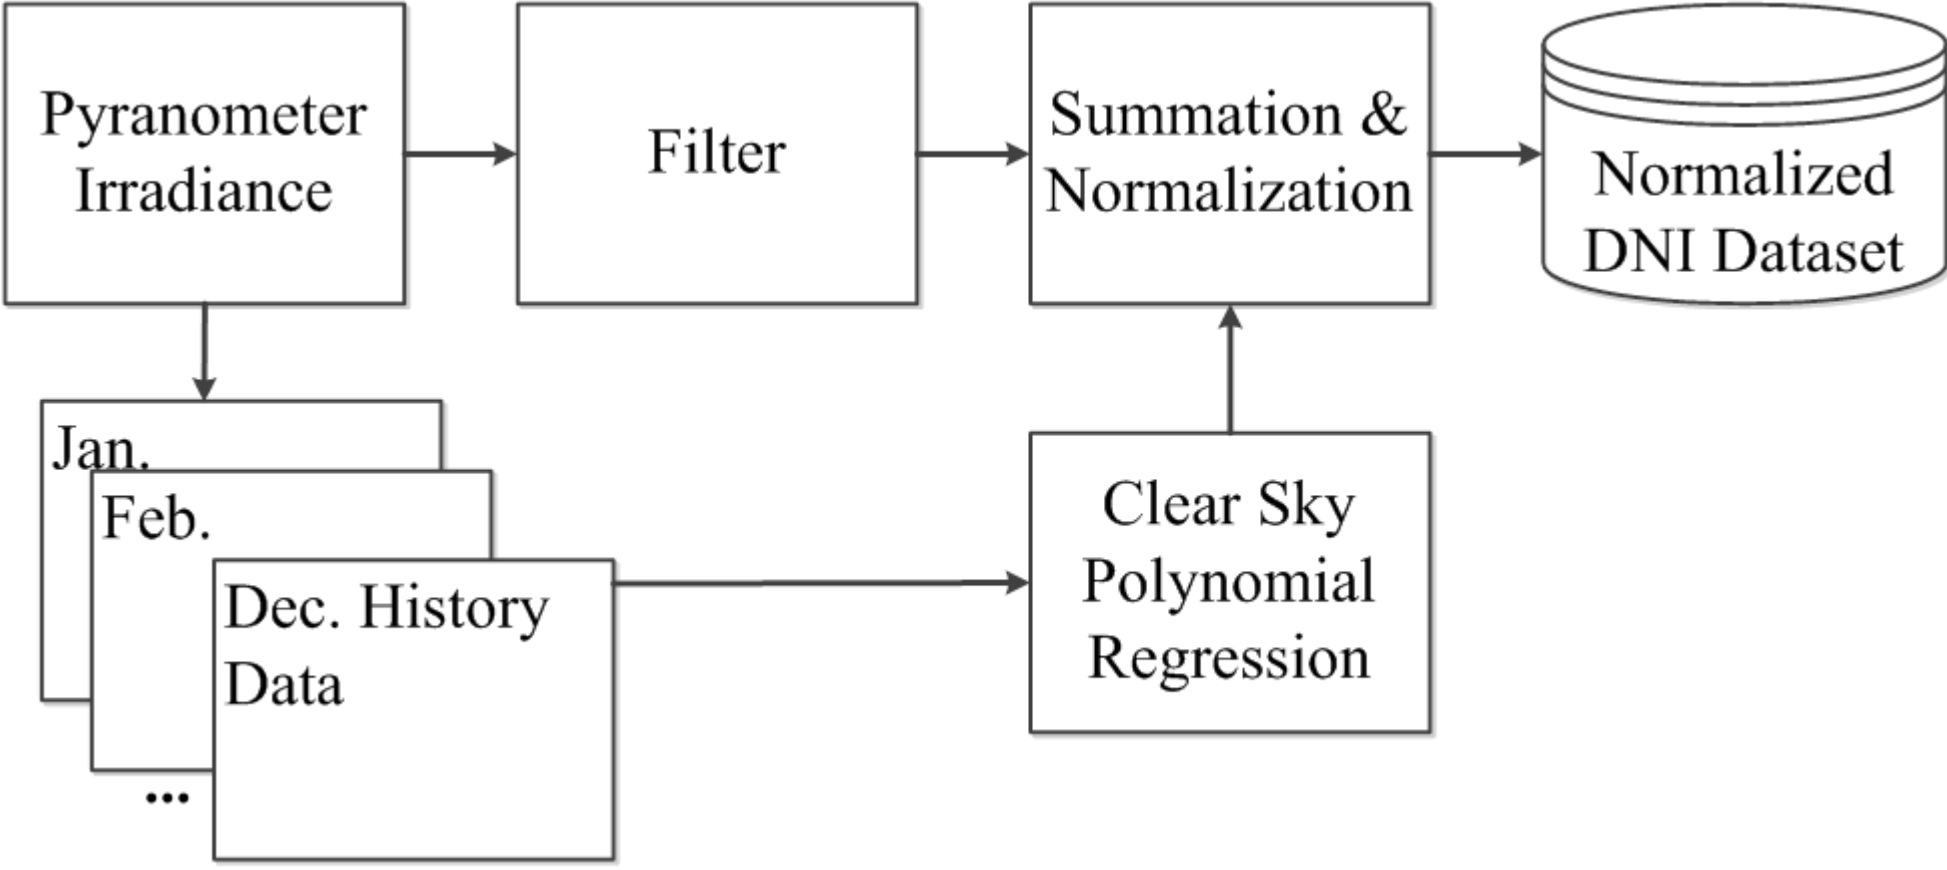 Pyranometer
Irradiance
Filter
Summation &
Normalization
Normalized
DNI Dataset
Jan.
Feb.
Dec. History
Data
...
Clear Sky
Polynomial
Regression